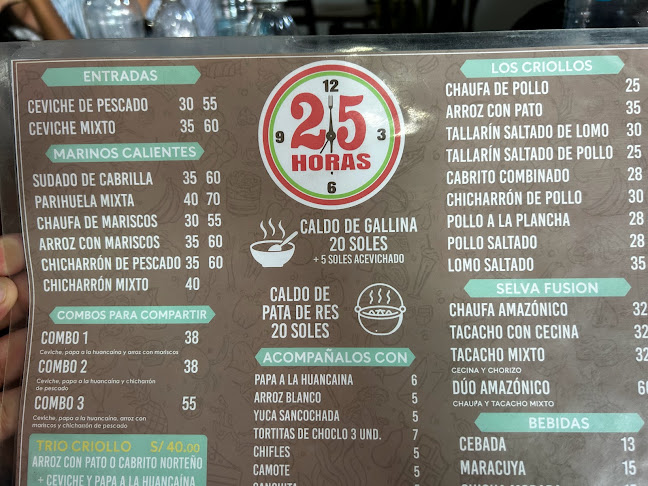 ENTRADAS
CEVICHE DE PESCADO 30 55
CEVICHE MIXTO 35 60
MARINOS CALIENTES
SUDADO DE CABRILLA 35 60
PARIHUELA MIXTA 40 70
CHAUFA DE MARISCOS 30 55
ARROZ CON MARISCOS 35 60
CHICHARRÓN DE PESCADO 35 60
CHICHARRÓN MIXTO 40
COMBOS PARA COMPARTIR
COMBO 1 38
Ceviche, papa a la huancaina y arroz con mariscos
COMBO 2 38
Ceviche, papa a la huancaina y chicharrón
de pescado
COMBO 3 55
Ceviche, papa a la huancaina, arroz con
mariscos y chicharrón de pescado
TRIO CRIOLLO S/ 40.00
ARROZ CON PATO O CABRITO NORTEÑO
+ CEVICHE Y PAPA A LA HUANCAÍNA
12
25
9 3
HORAS
6
CALDO DE GALLINA
20 SOLES
+ 5 SOLES ACEVICHADO
CALDO DE
PATA DE RES
20 SOLES
ACOMPAÑALOS CON
PAPA A LA HUANCAINA 6
ARROZ BLANCO 5
YUCA SANCOCHADA 5
TORTITAS DE CHOCLO 3 UND. 7
CHIFLES 5
CAMOTE 5
LOS CRIOLLOS
CHAUFA DE POLLO 25
ARROZ CON PATO 35
TALLARÍN SALTADO DE LOMO 30
TALLARÍN SALTADO DE POLLO 25
CABRITO COMBINADO 28
CHICHARRÓN DE POLLO 30
POLLO A LA PLANCHA 28
POLLO SALTADO 28
LOMO SALTADO 35
SELVA FUSION
CHAUFA AMAZÓNICO 32
TACACHO CON CECINA 32
TACACHO MIXTO 32
CECINA Y CHORIZO
DÚO AMAZÓNICO 60
CHAUFA Y TACACHO MIXTO
BEBIDAS
CEBADA 13
MARACUYA 15